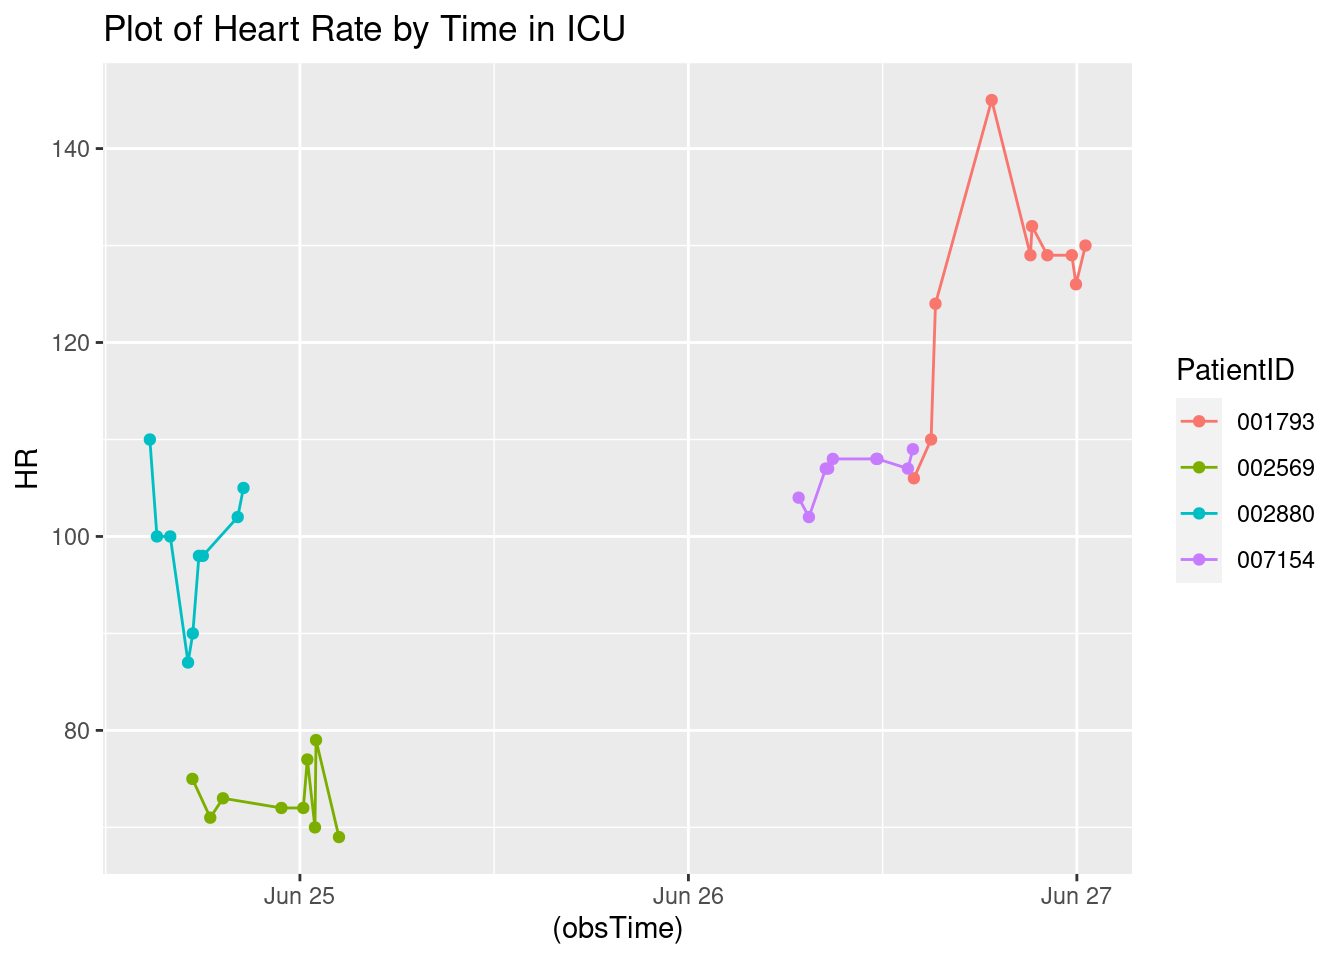 Plot of Heart Rate by Time in ICU
HR
140
120
100
80
Jun 25
Jun 26
Jun 27
(obsTime)
PatientID
001793
002569
002880
007154